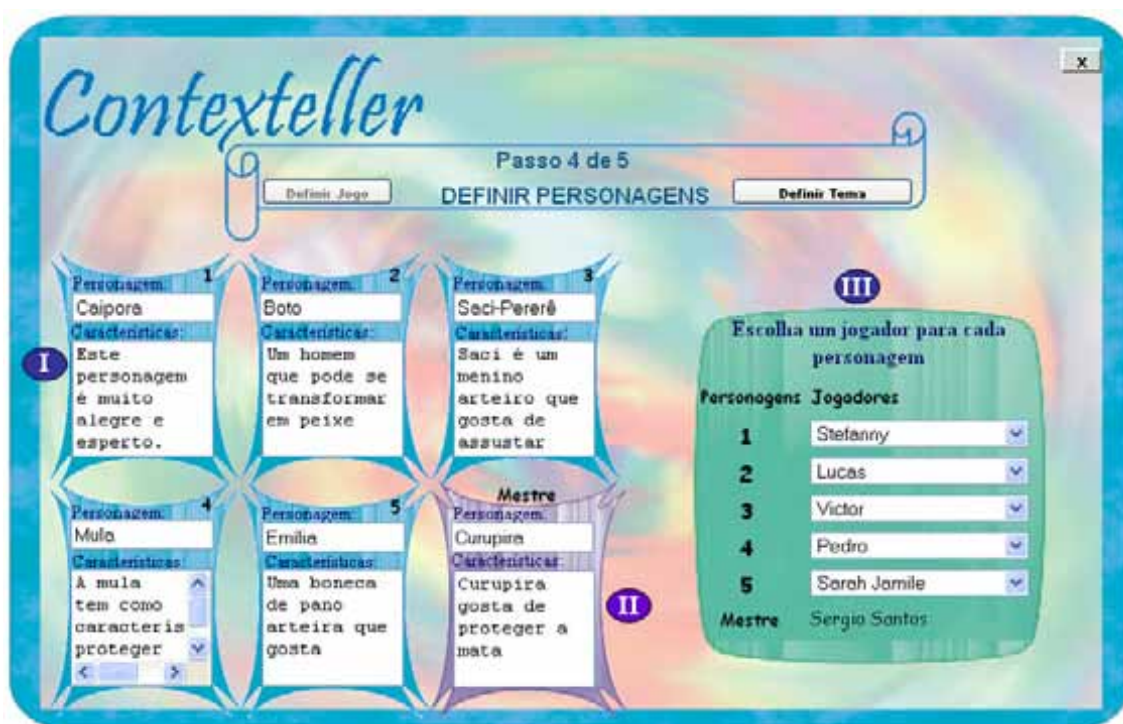 x
Contexteller
Passo 4 de 5
Definir Jogo
DEFINIR PERSONAGENS
Definir Tema
I
1
Personagem:
Caipora
Características:
Este
personagem
é muito
alegre e
esperto.
2
Personagem:
Boto
Características:
Um homem
que pode se
transformar
em peixe
3
Personagem:
Saci-Pererê
Características:
Saci é um
menino
arteiro que
gosta de
assustar
4
Personagem:
Mula
Características:
A mula
tem como
caracteris
proteger
5
Personagem:
Emília
Características:
Uma boneca
de pano
arteira que
gosta
Mestre
Personagem:
Curupira
Características:
Curupira
gosta de
proteger a
mata
II
III
Escolha um jogador para cada
personagem
Personagens Jogadores
1 Stefanny
2 Lucas
3 Victor
4 Pedro
5 Sarah Jamile
Mestre Sergio Santos